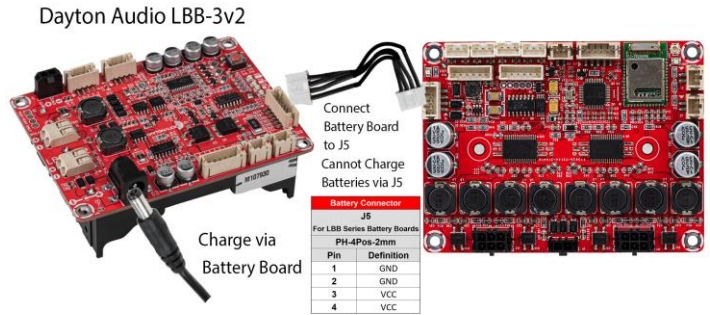 Dayton Audio LBB-3v2
Connect
Battery Board
to J5
Cannot Charge
Batteries via J5
Charge via
Battery Board
Battery Connector
J5
For LBB Series Battery Boards
PH-4Pos-2mm
Pin Definition
1 GND
2 GND
3 VCC
4 VCC